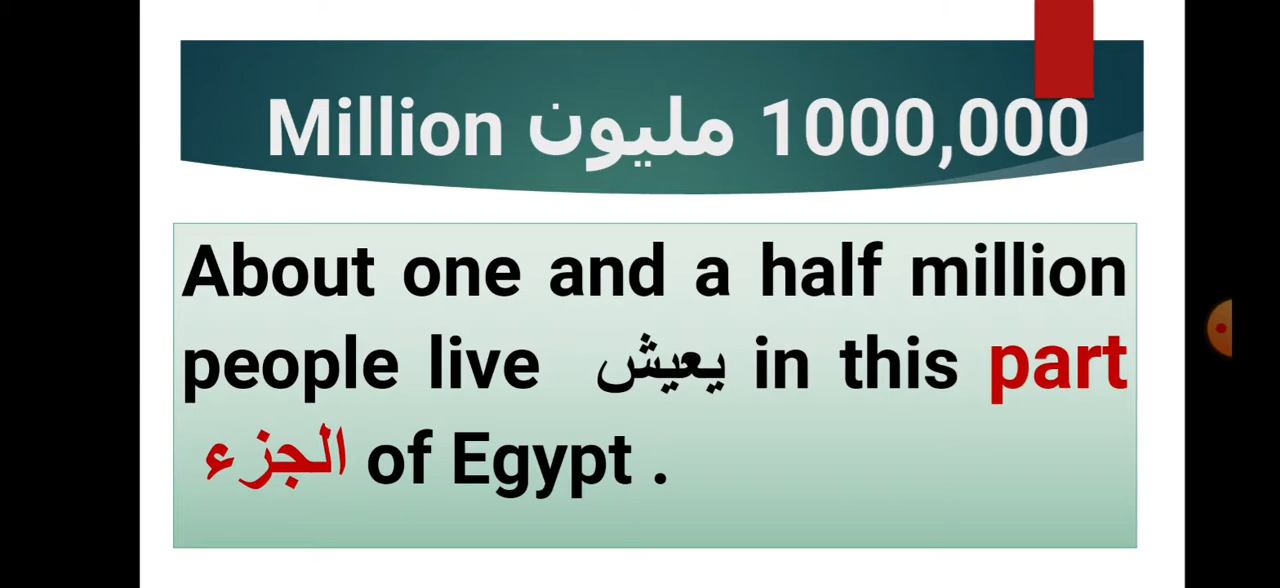 Million مليون 1000,000
About one and a half million
people live يعيش in this part
الجزء of Egypt .